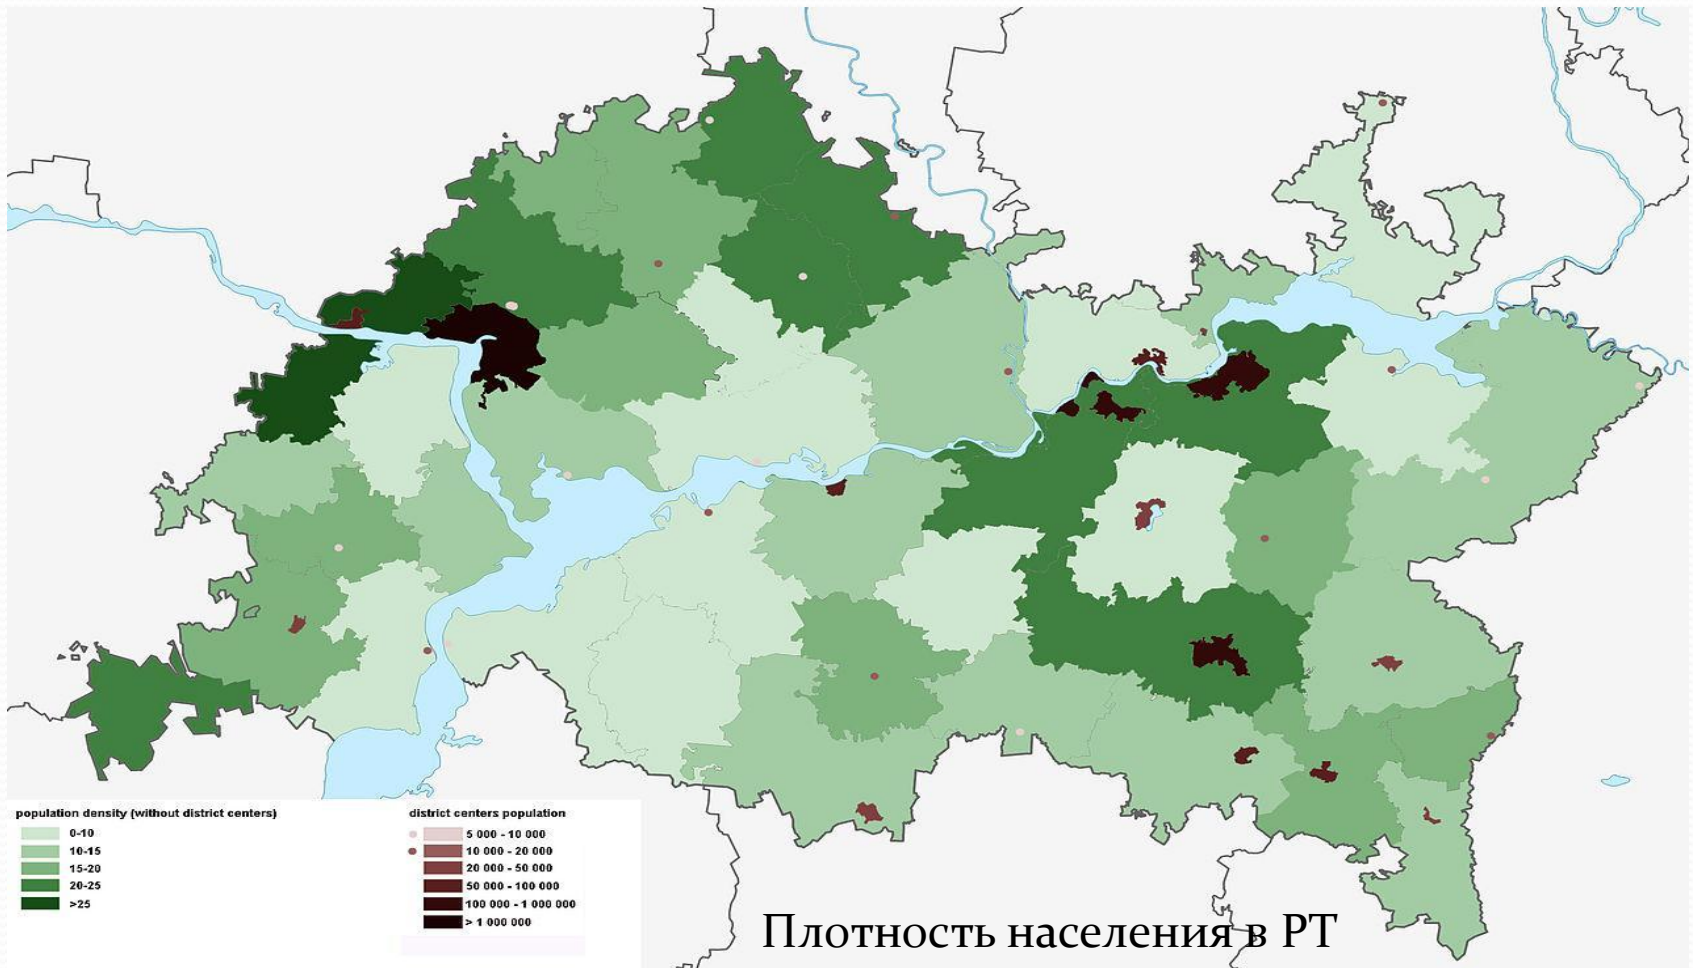 population density (without district centers)
0-10
10-15
15-20
20-25
>25
district centers population
5 000 - 10 000
10 000 - 20 000
20 000 - 50 000
50 000 - 100 000
100 000 - 1 000 000
> 1 000 000
Плотность населения в РТ